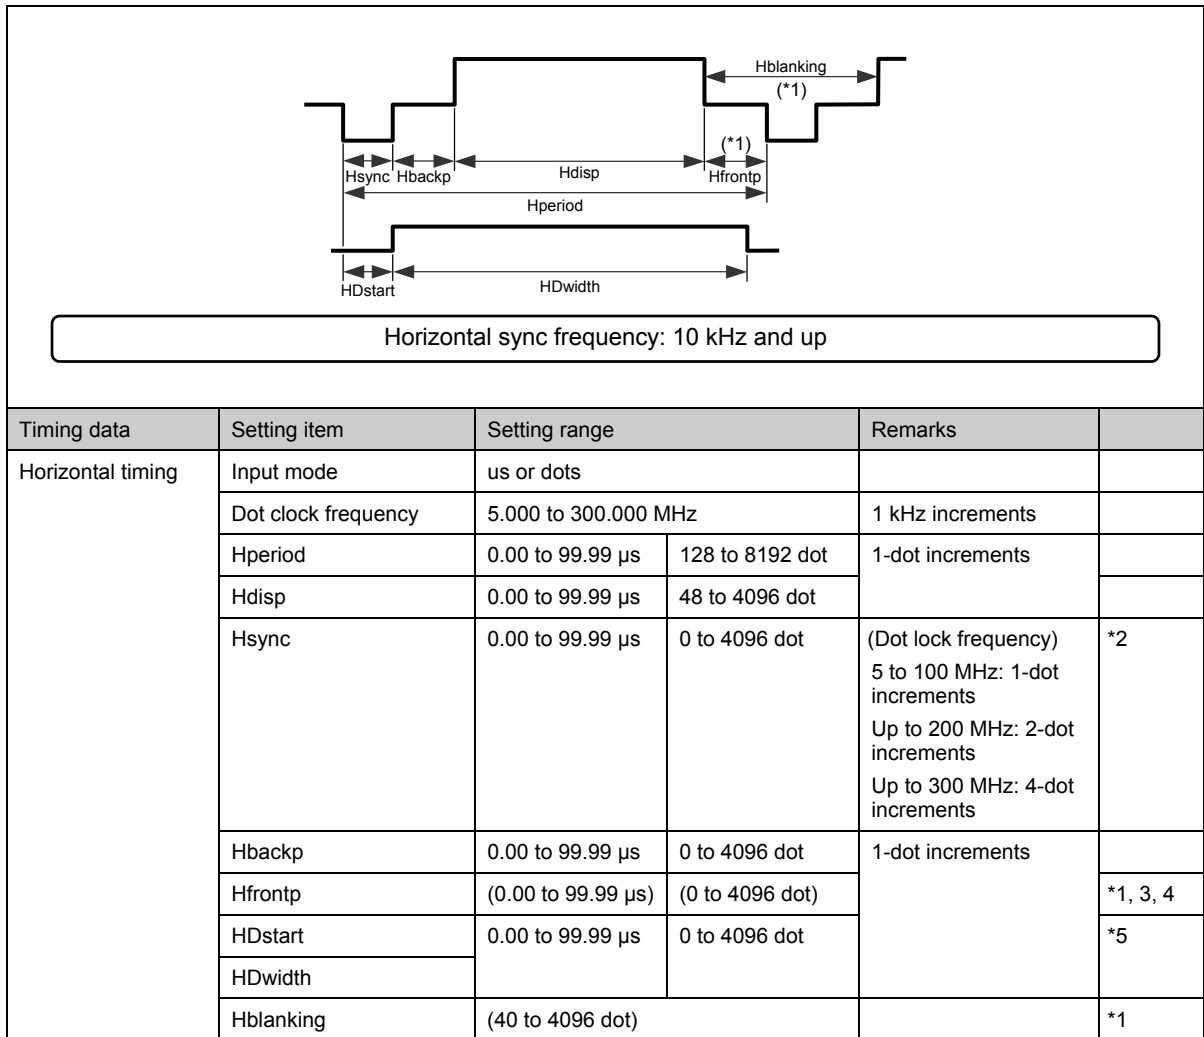 Hblanking
(*1)
(*1)
Hsync Hbackp Hdisp Hfrontp
Hperiod
HDstart HDwidth
Horizontal sync frequency: 10 kHz and up
Timing data Setting item Setting range Remarks
Horizontal timing Input mode us or dots
Dot clock frequency 5.000 to 300.000 MHz 1 kHz increments
Hperiod 0.00 to 99.99 µs 128 to 8192 dot 1-dot increments
Hdisp 0.00 to 99.99 µs 48 to 4096 dot
Hsync 0.00 to 99.99 µs 0 to 4096 dot (Dot lock frequency) *2
5 to 100 MHz: 1-dot
increments
Up to 200 MHz: 2-dot
increments
Up to 300 MHz: 4-dot
increments
Hbackp 0.00 to 99.99 µs 0 to 4096 dot 1-dot increments
Hfrontp (0.00 to 99.99 µs) (0 to 4096 dot) *1, 3, 4
HDstart 0.00 to 99.99 µs 0 to 4096 dot *5
HDwidth
Hblanking (40 to 4096 dot) *1